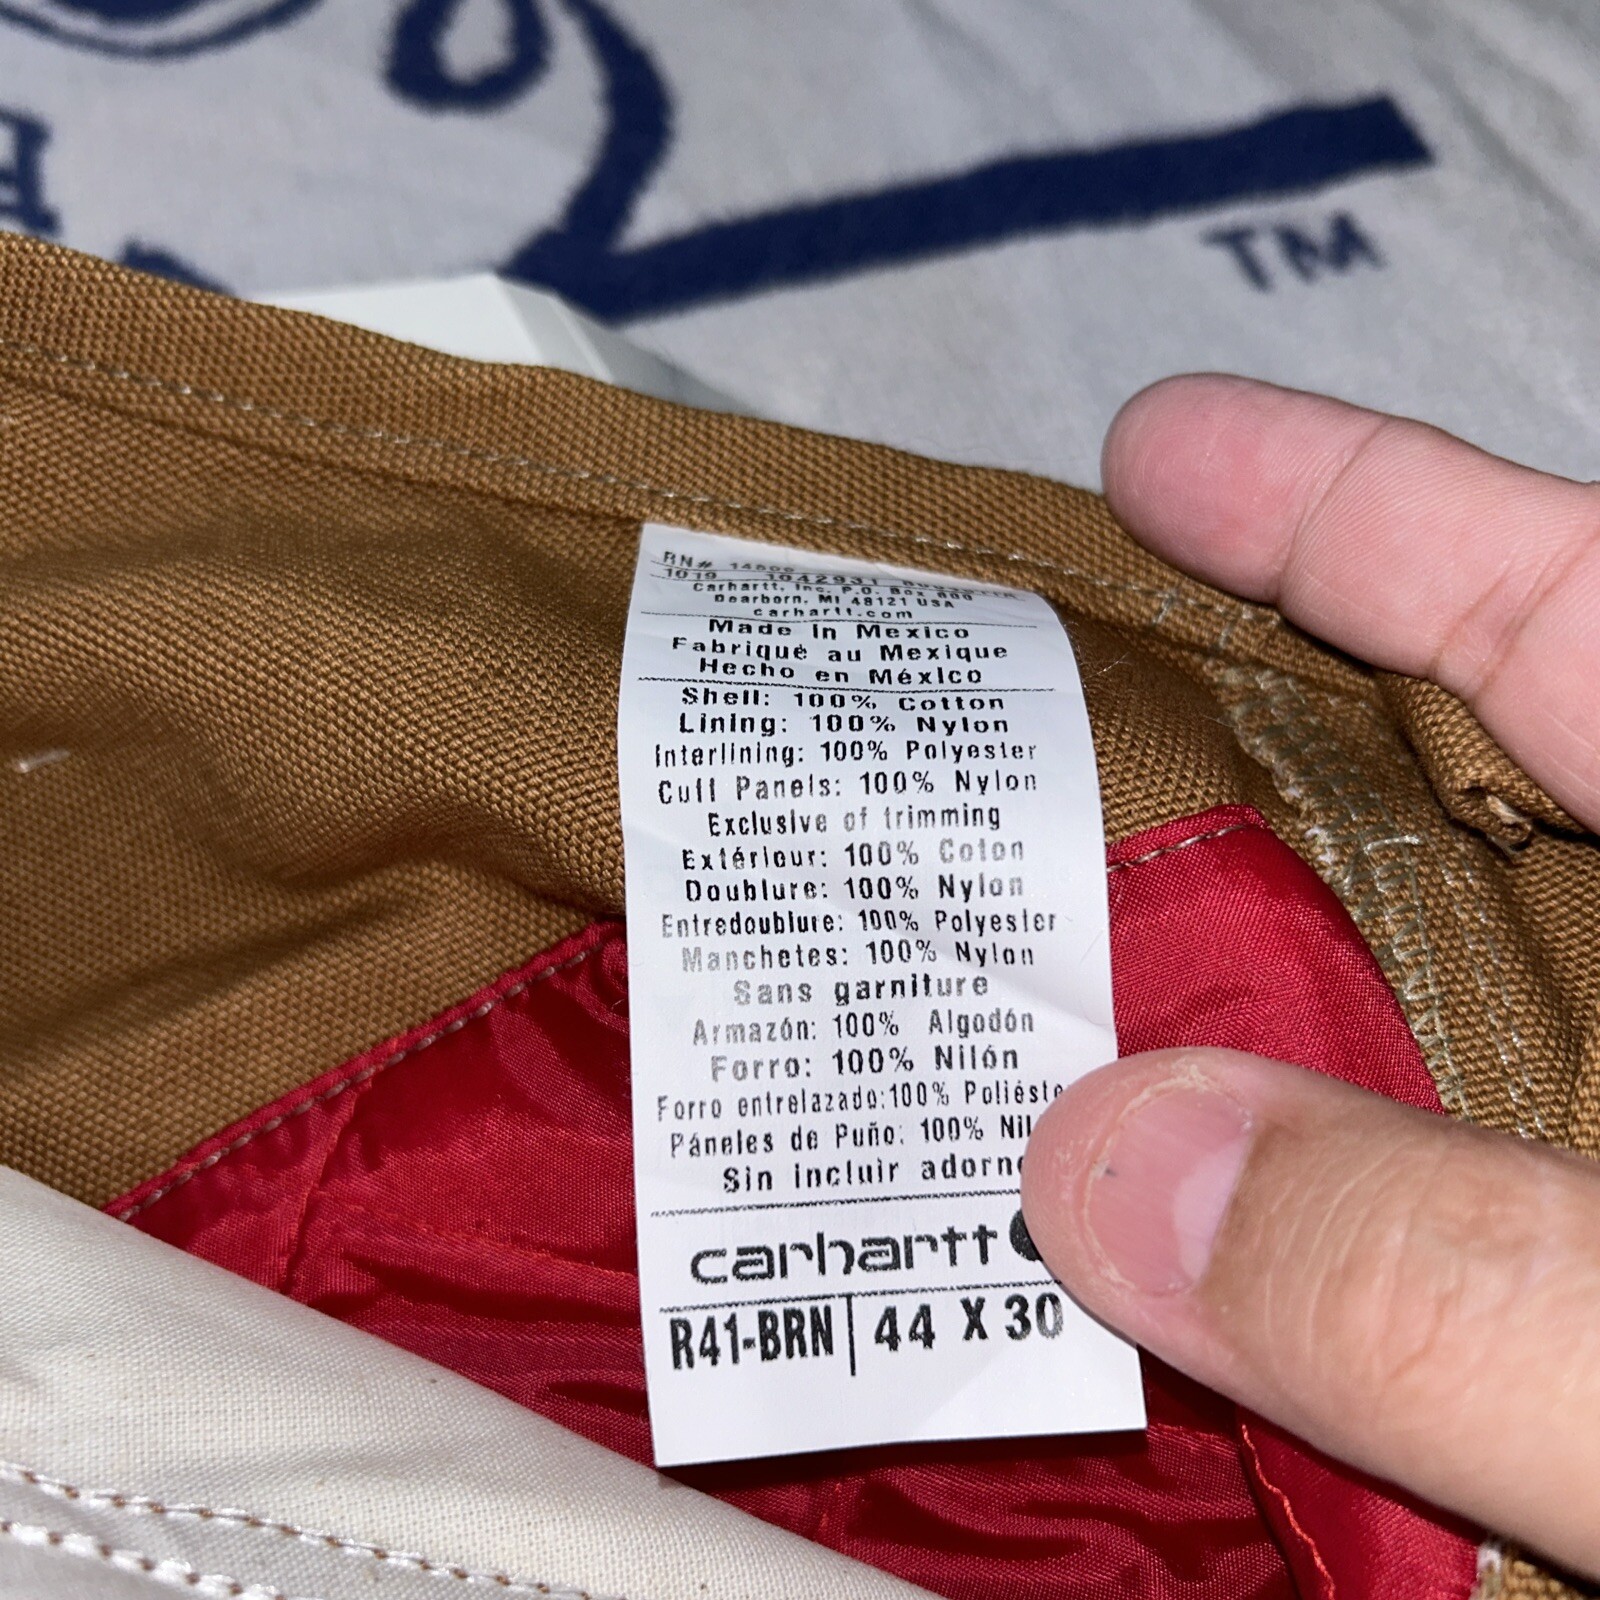 TM
RN#
1019 1042931
Carhartt, Inc. P.O. Box 600
Dearborn, MI 48121 USA
carhartt.com
Made in Mexico
Fabriqué au Mexique
Hecho en México
Shell: 100% Cotton
Lining: 100% Nylon
Interlining: 100% Polyester
Cuff Panels: 100% Nylon
Exclusive of trimming
Extérieur: 100% Coton
Doublure: 100% Nylon
Entredoublure: 100% Polyester
Manchetes: 100% Nylon
Sans garniture
Armazón: 100% Algodón
Forro: 100% Nilón
Forro entrelazado:100% Poliéste
Páneles de Puño: 100% Nil
Sin incluir adorno
carhartt
R41-BRN | 44 X 30